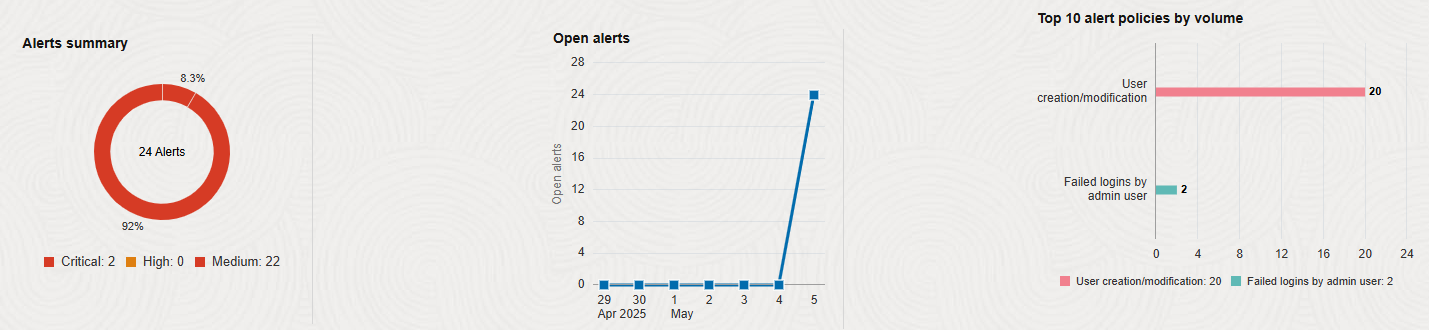 Alerts summary
8.3%
24 Alerts
92%
Critical: 2 High: 0 Medium: 22
Open alerts
28
24
20
16
12
8
4
0
Open alerts
29 30 1 2 3 4 5
Apr 2025 May
Top 10 alert policies by volume
User
creation/modification
20
Failed logins by
admin user
2
0 4 8 12 16 20 24
User creation/modification: 20 Failed logins by admin user: 2